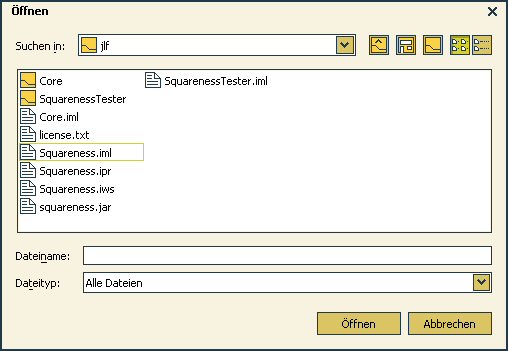 Öffnen
Suchen in: jlf
Core
SquarenessTester
Core.iml
license.txt
Squareness.iml
Squareness.ipr
Squareness.iws
squareness.jar
SquarenessTester.iml
Dateiname:
Dateityp: Alle Dateien
Öffnen Abbrechen